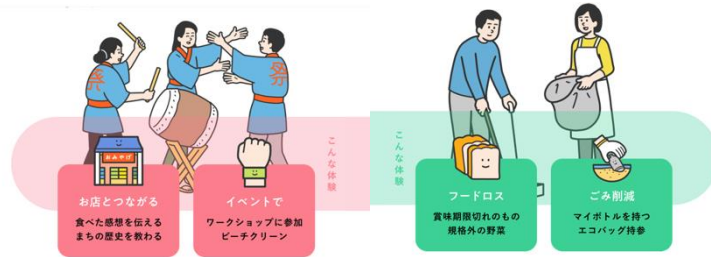 祭
祭
こんな体験
おみやげ
お店とつながる
食べた感想を伝える
まちの歴史を教わる
イベントで
ワークショップに参加
ビーチクリーン
こんな体験
フードロス
賞味期限切れのもの
規格外の野菜
ごみ削減
マイボトルを持つ
エコバッグ持参